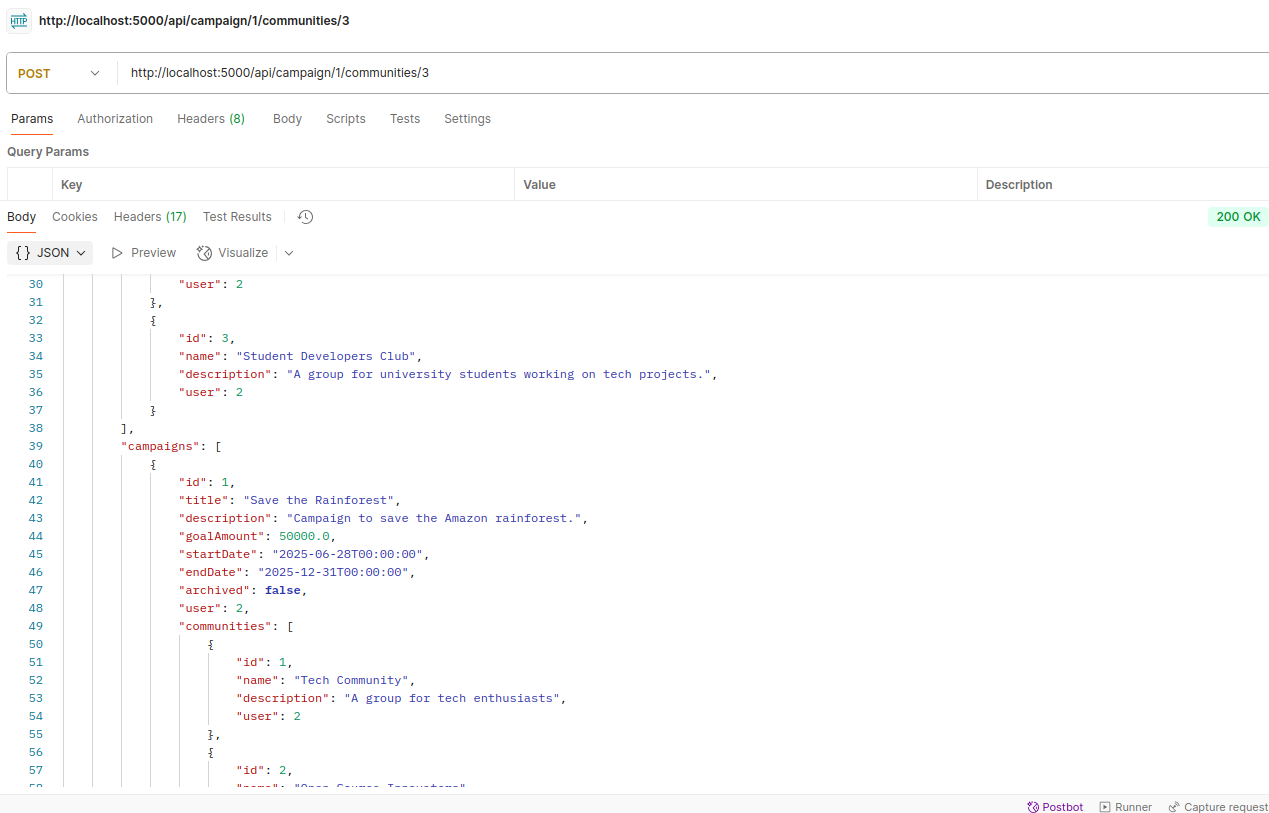 HTTP http://localhost:5000/api/campaign/1/communities/3
POST http://localhost:5000/api/campaign/1/communities/3
Params Authorization Headers (8) Body Scripts Tests Settings
Query Params
Key Value Description
Body Cookies Headers (17) Test Results 200 OK
{ } JSON Preview Visualize
30 "user": 2
31 },
32 {
33 "id": 3,
34 "name": "Student Developers Club",
35 "description": "A group for university students working on tech projects.",
36 "user": 2
37 }
38 ],
39 "campaigns": [
40 {
41 "id": 1,
42 "title": "Save the Rainforest",
43 "description": "Campaign to save the Amazon rainforest.",
44 "goalAmount": 50000.0,
45 "startDate": "2025-06-28T00:00:00",
46 "endDate": "2025-12-31T00:00:00",
47 "archived": false,
48 "user": 2,
49 "communities": [
50 {
51 "id": 1,
52 "name": "Tech Community",
53 "description": "A group for tech enthusiasts",
54 "user": 2
55 },
56 {
57 "id": 2,
Postbot Runner Capture request